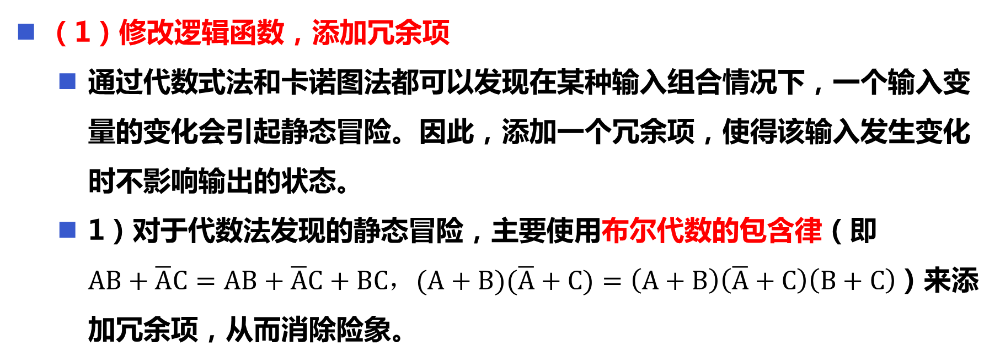 （1）修改逻辑函数，添加冗余项
通过代数式法和卡诺图法都可以发现在某种输入组合情况下，一个输入变
量的变化会引起静态冒险。因此，添加一个冗余项，使得该输入发生变化
时不影响输出的状态。
1）对于代数法发现的静态冒险，主要使用布尔代数的包含律（即
AB + A̅C = AB + A̅C + BC，(A + B)(A̅ + C) = (A + B)(A̅ + C)(B + C)）来添
加冗余项，从而消除险象。